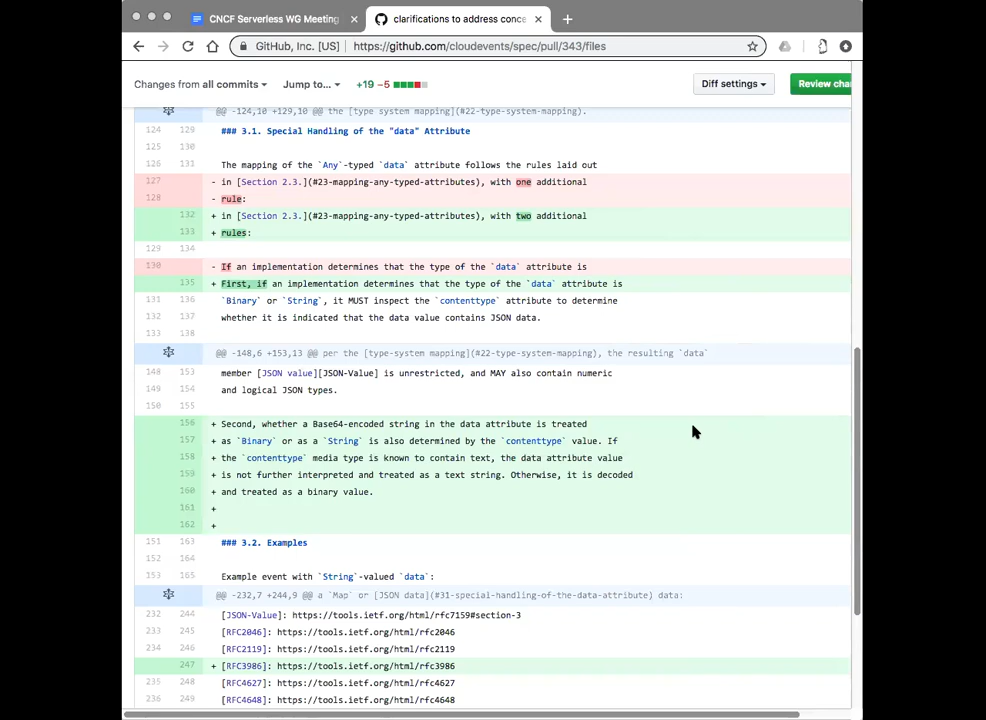 CNCF Serverless WG Meeting
clarifications to address conce
GitHub, Inc. [US] | https://github.com/cloudevents/spec/pull/343/files
Changes from all commits Jump to... +19 −5 Diff settings Review char
@@ -124,10 +129,10 @@ the [type system mapping](#22-type-system-mapping).
124 129 ### 3.1. Special Handling of the "data" Attribute
125 130
126 131 The mapping of the `Any`-typed `data` attribute follows the rules laid out
127 - in [Section 2.3.](#23-mapping-any-typed-attributes), with one additional
128 - rule:
132 + in [Section 2.3.](#23-mapping-any-typed-attributes), with two additional
133 + rules:
129 134
130 - If an implementation determines that the type of the `data` attribute is
135 + First, if an implementation determines that the type of the `data` attribute is
131 136 `Binary` or `String`, it MUST inspect the `contenttype` attribute to determine
132 137 whether it is indicated that the data value contains JSON data.
133 138
@@ -148,6 +153,13 @@ per the [type-system mapping](#22-type-system-mapping), the resulting `data`
148 153 member [JSON value][JSON-Value] is unrestricted, and MAY also contain numeric
149 154 and logical JSON types.
150 155
156 + Second, whether a Base64-encoded string in the data attribute is treated
157 + as `Binary` or as a `String` is also determined by the `contenttype` value. If
158 + the `contenttype` media type is known to contain text, the data attribute value
159 + is not further interpreted and treated as a text string. Otherwise, it is decoded
160 + and treated as a binary value.
161 +
162 +
151 163 ### 3.2. Examples
152 164
153 165 Example event with `String`-valued `data`:
@@ -232,7 +244,9 @@ a `Map` or [JSON data](#31-special-handling-of-the-data-attribute) data:
232 244 [JSON-Value]: https://tools.ietf.org/html/rfc7159#section-3
233 245 [RFC2046]: https://tools.ietf.org/html/rfc2046
234 246 [RFC2119]: https://tools.ietf.org/html/rfc2119
247 + [RFC3986]: https://tools.ietf.org/html/rfc3986
235 248 [RFC4627]: https://tools.ietf.org/html/rfc4627
236 249 [RFC4648]: https://tools.ietf.org/html/rfc4648